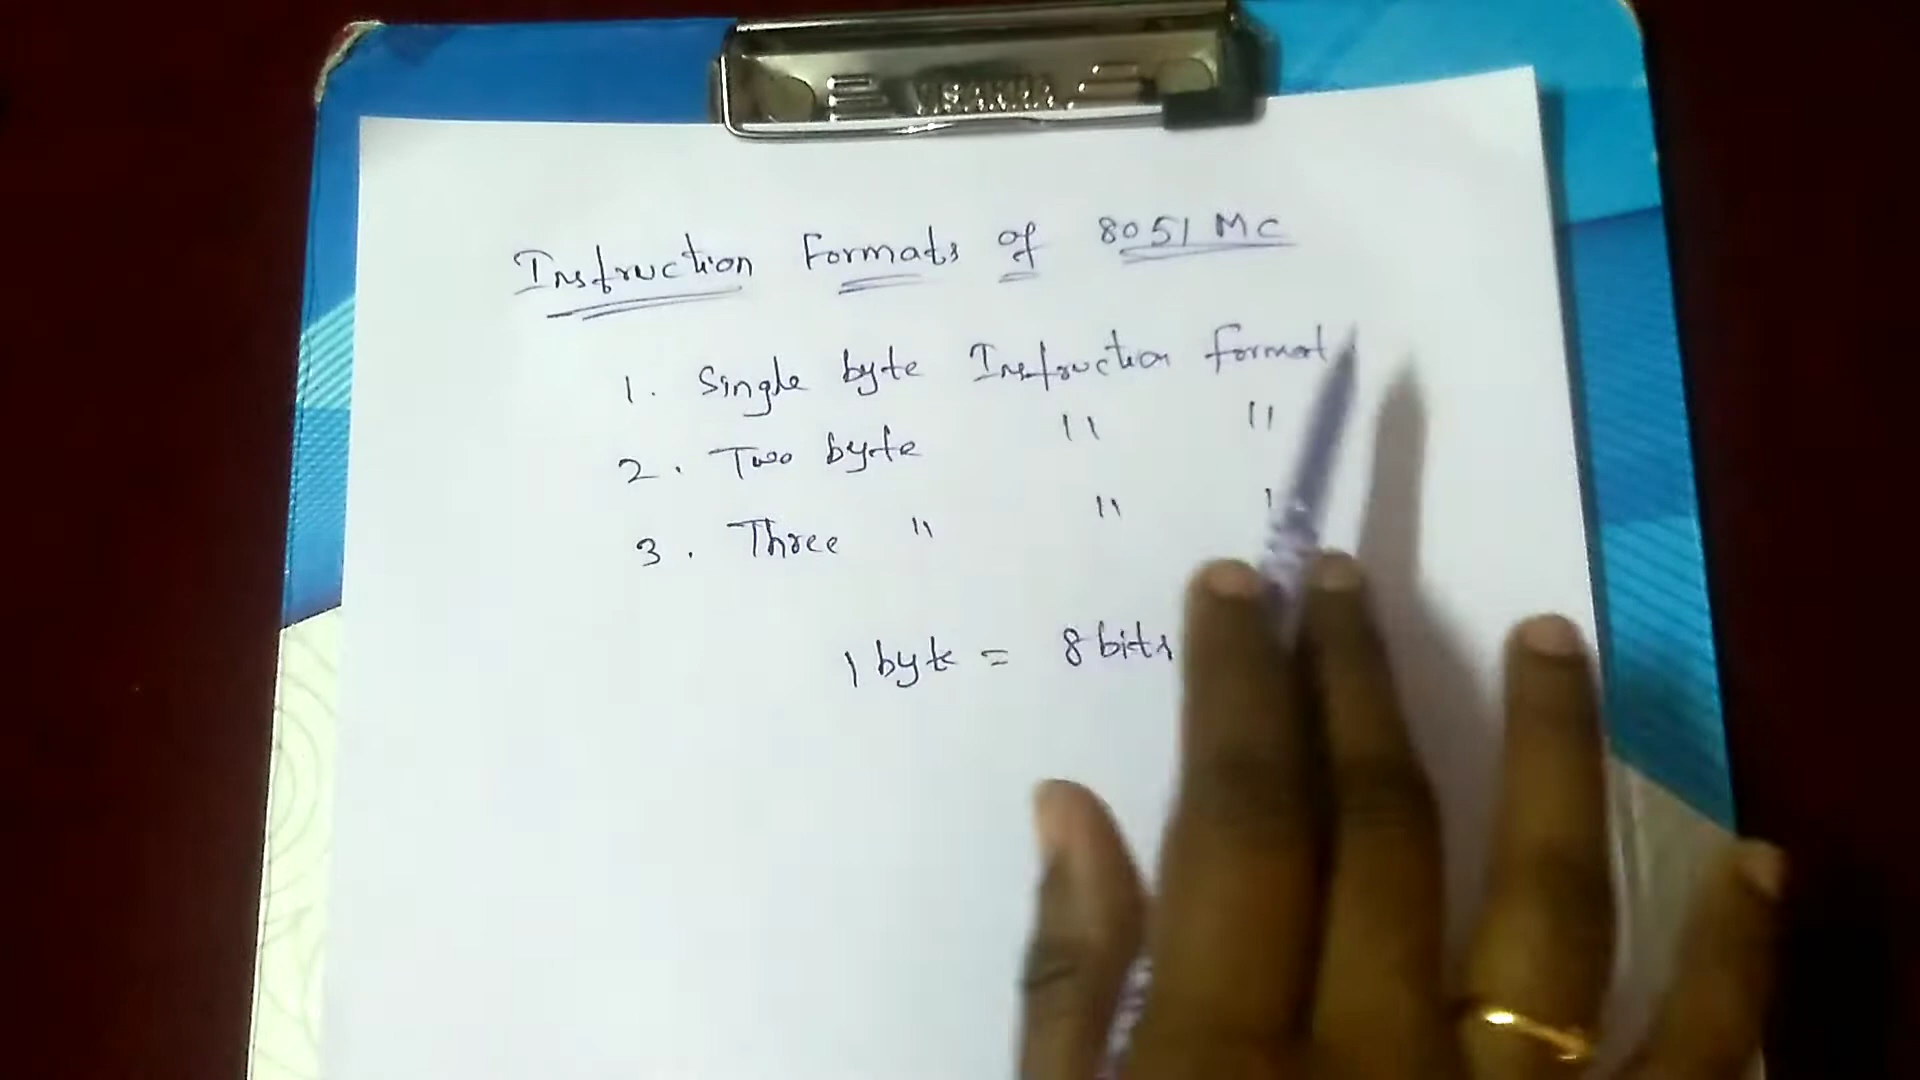 Instruction Formats of 8051 MC
1. Single byte Instruction format
2. Two byte " "
3. Three " "
1 byte = 8 bits